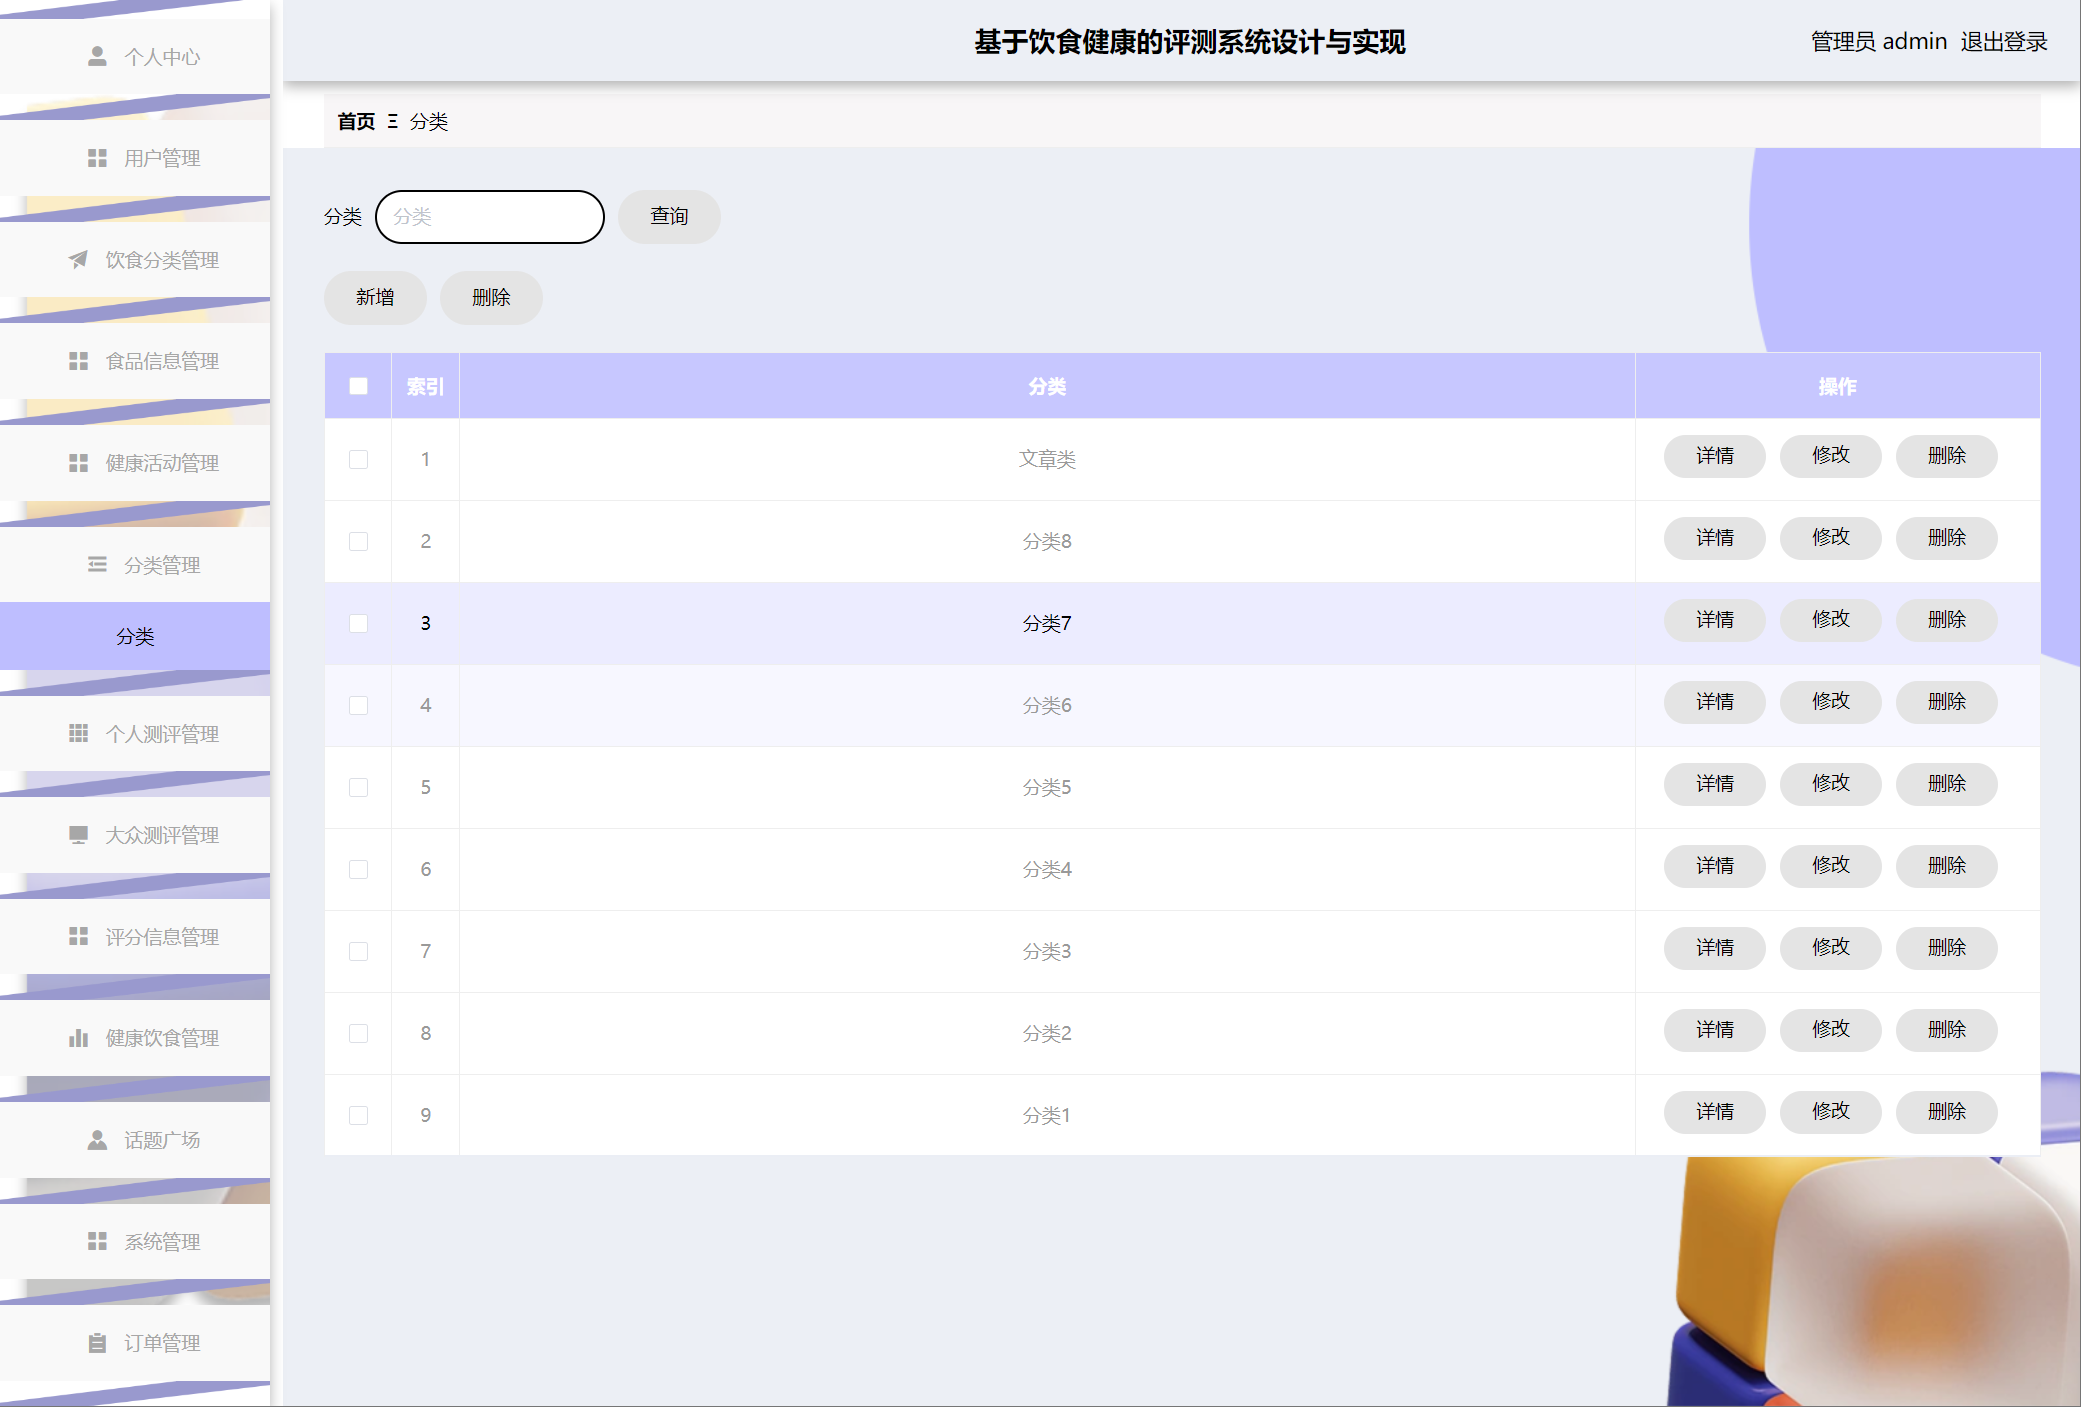 基于饮食健康的评测系统设计与实现
管理员 admin 退出登录
个人中心
用户管理
饮食分类管理
食品信息管理
健康活动管理
分类管理
分类
个人测评管理
大众测评管理
评分信息管理
健康饮食管理
话题广场
系统管理
订单管理
首页 Ξ 分类
分类 分类 查询
新增 删除
索引 分类 操作
1 文章类 详情 修改 删除
2 分类8 详情 修改 删除
3 分类7 详情 修改 删除
4 分类6 详情 修改 删除
5 分类5 详情 修改 删除
6 分类4 详情 修改 删除
7 分类3 详情 修改 删除
8 分类2 详情 修改 删除
9 分类1 详情 修改 删除